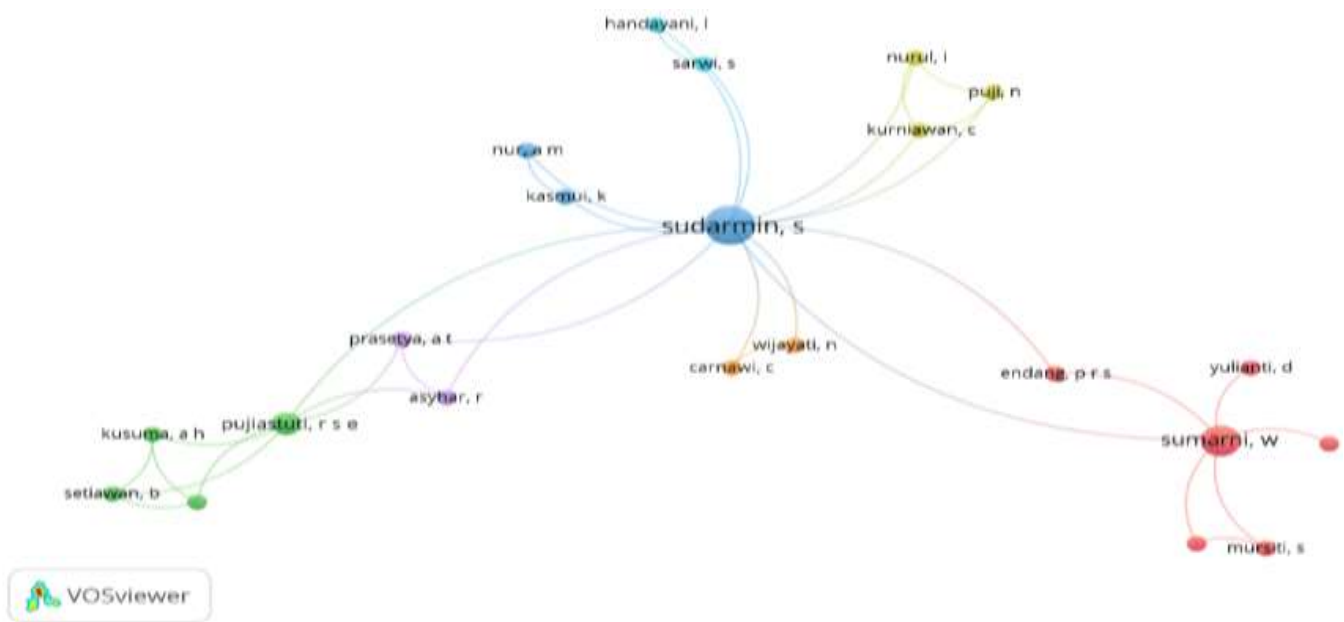 handayani, l
sarwi, s
nurul, i
puji, n
kurniawan, c
nur, a m
kasmui, k
sudarmin, s
prasetya, a t
wijayati, n
carnawi, c
endang, p r s
yulianti, d
asyhar, r
pujiastuti, r s e
kusuma, a h
sumarni, w
setiawan, b
mursiti, s
VOSviewer